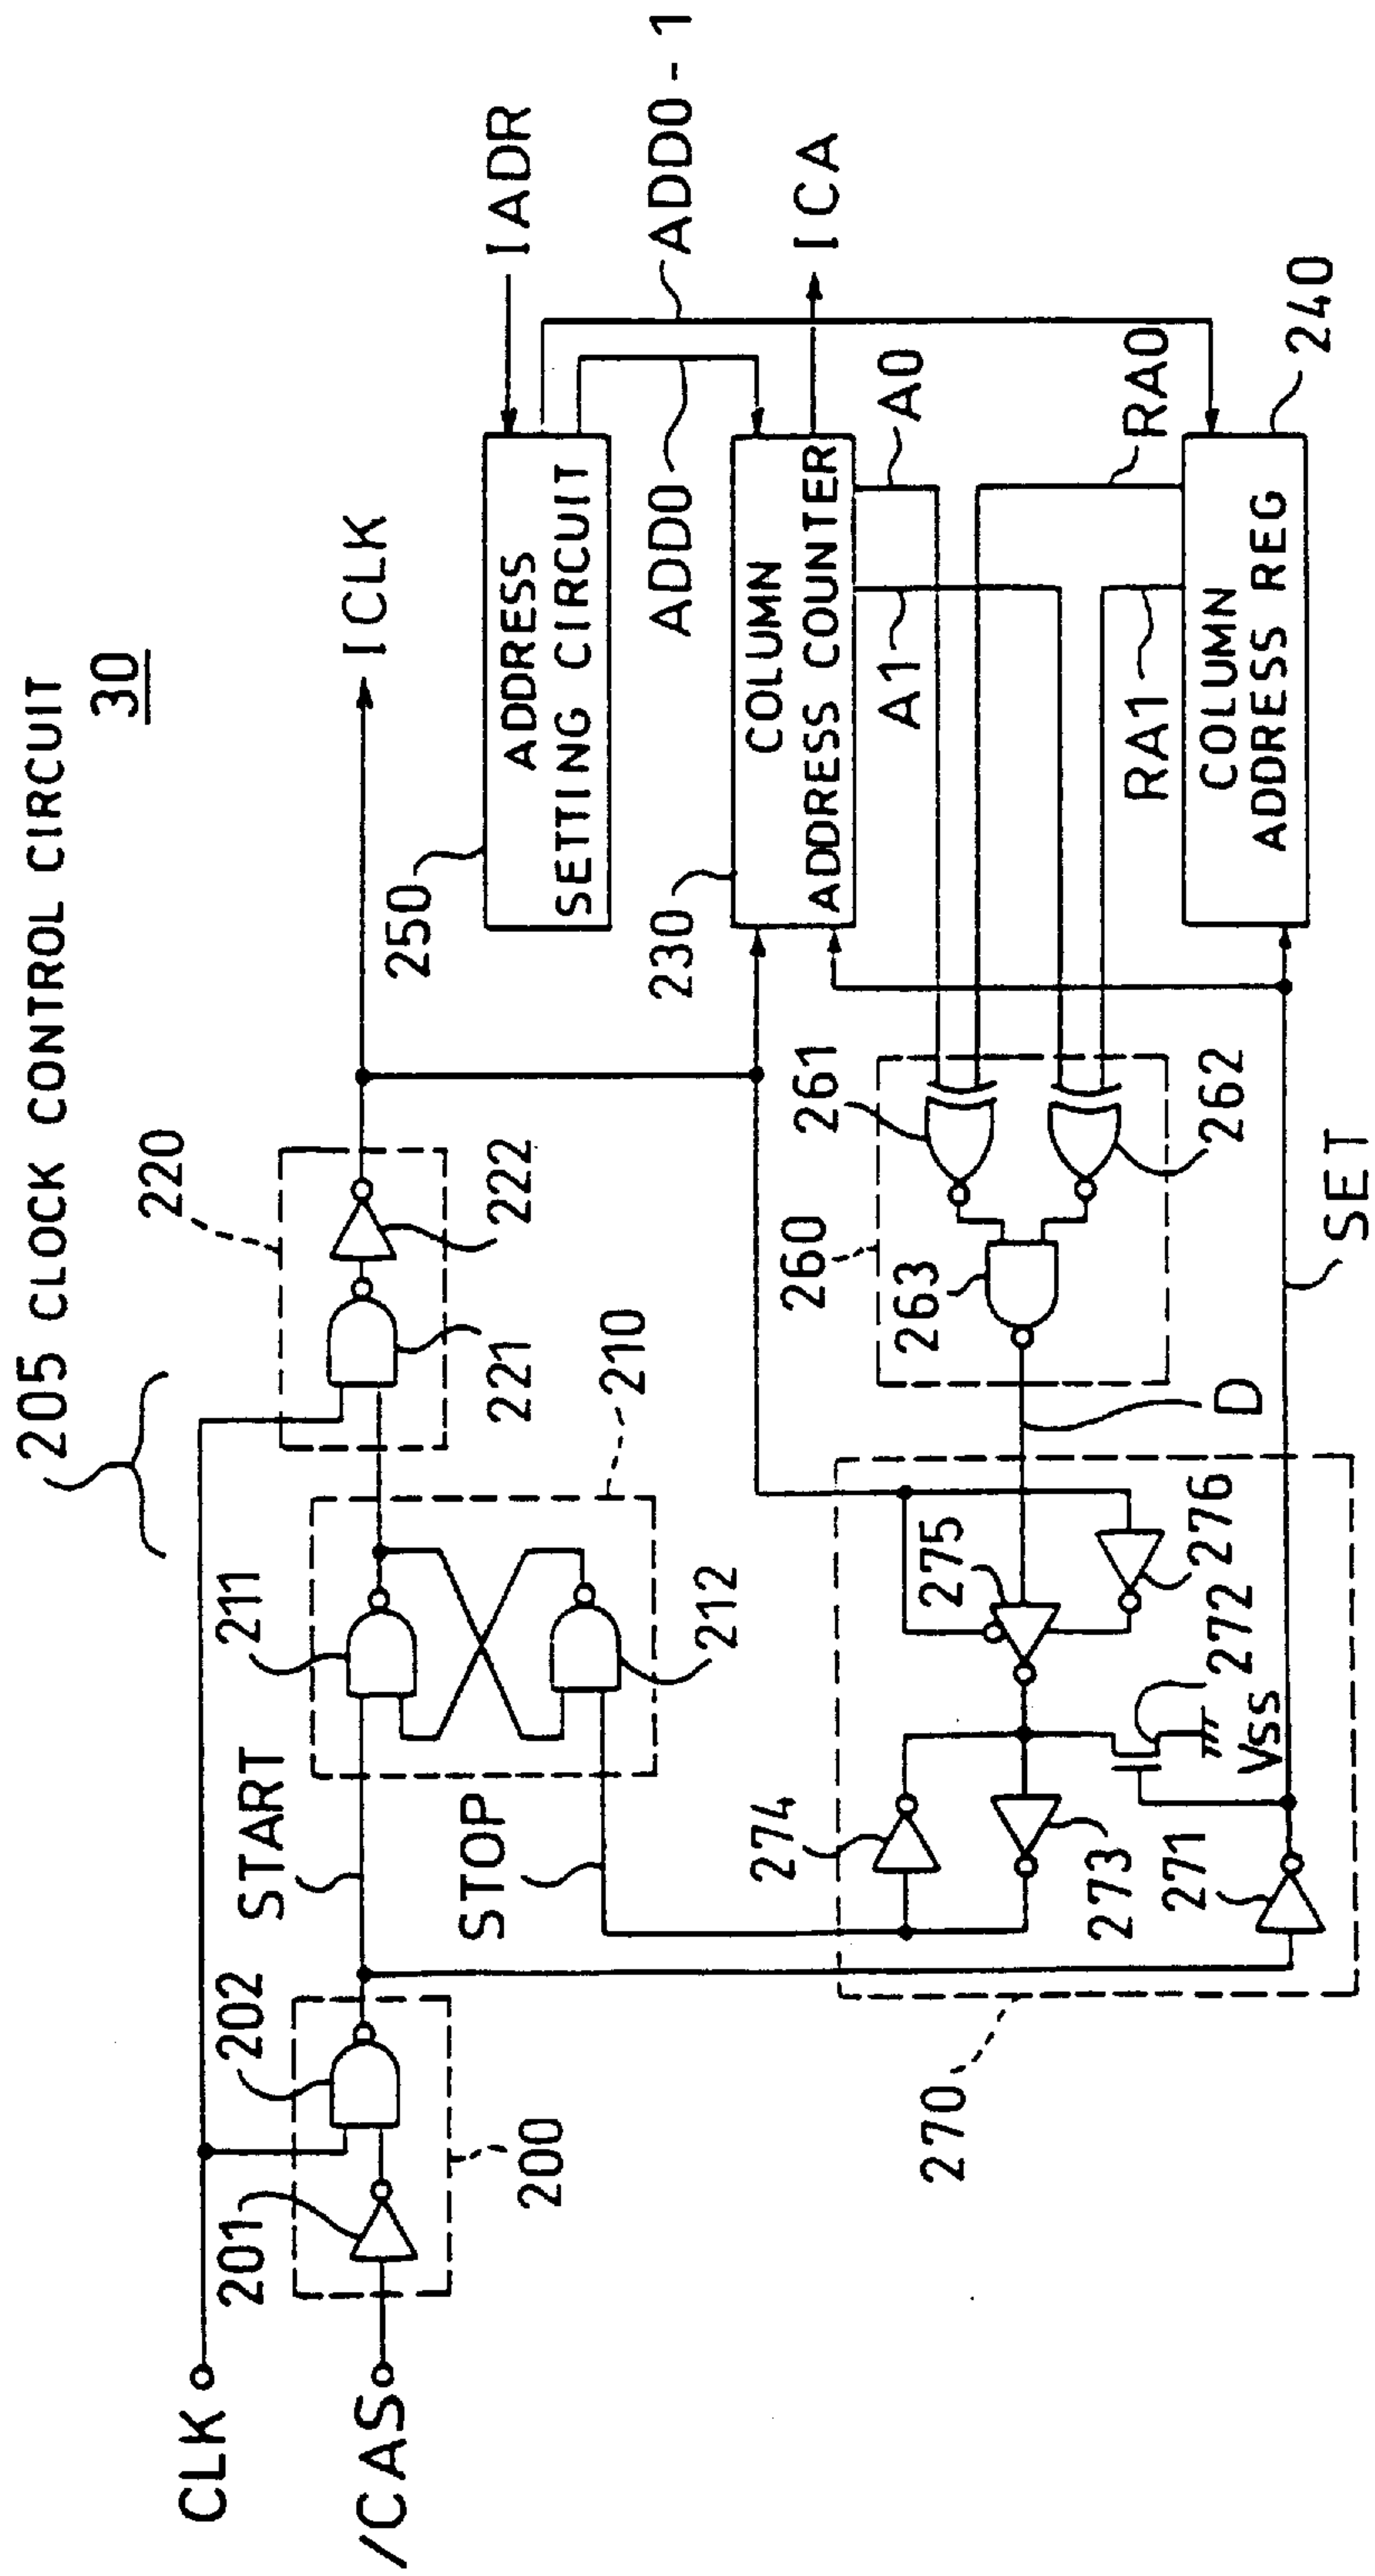 205 CLOCK CONTROL CIRCUIT
30
CLK
/CAS
201
202
200
START
STOP
211
212
210
220
221
222
ICLK
250
ADDRESS
SETTING CIRCUIT
IADR
ADD0
ADD0-1
230
COLUMN
ADDRESS COUNTER
ICA
A1
A0
RA1
RA0
COLUMN
ADDRESS REG
240
260
261
262
263
D
SET
270
271
272
273
274
275
276
Vss